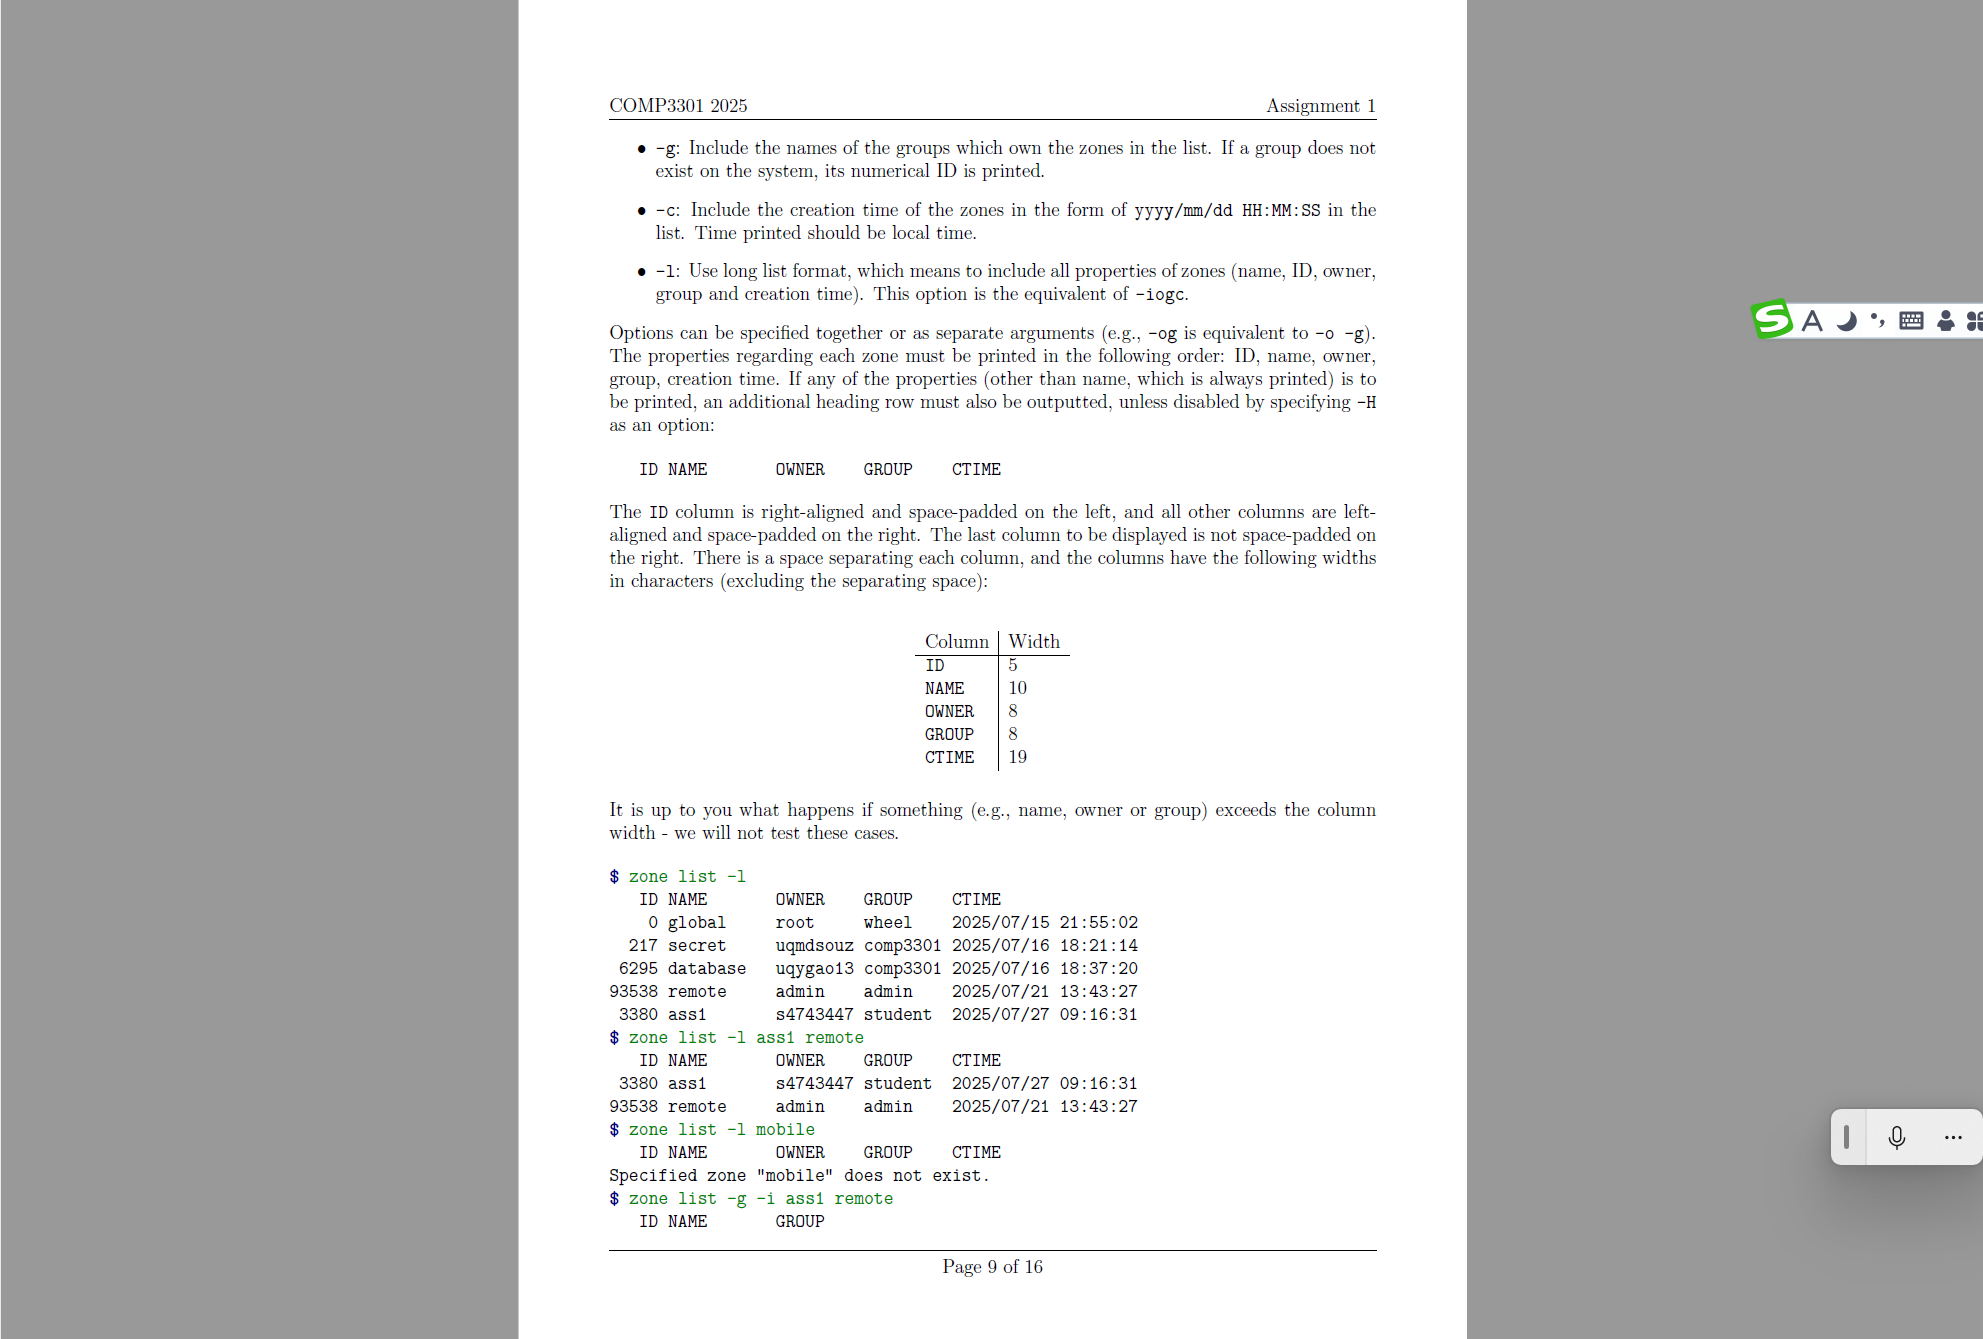 COMP3301 2025 Assignment 1
• -g: Include the names of the groups which own the zones in the list. If a group does not
exist on the system, its numerical ID is printed.
• -c: Include the creation time of the zones in the form of yyyy/mm/dd HH:MM:SS in the
list. Time printed should be local time.
• -l: Use long list format, which means to include all properties of zones (name, ID, owner,
group and creation time). This option is the equivalent of -iogc.
Options can be specified together or as separate arguments (e.g., -og is equivalent to -o -g).
The properties regarding each zone must be printed in the following order: ID, name, owner,
group, creation time. If any of the properties (other than name, which is always printed) is to
be printed, an additional heading row must also be outputted, unless disabled by specifying -H
as an option:
   ID NAME       OWNER    GROUP    CTIME
The ID column is right-aligned and space-padded on the left, and all other columns are left-
aligned and space-padded on the right. The last column to be displayed is not space-padded on
the right. There is a space separating each column, and the columns have the following widths
in characters (excluding the separating space):
Column Width
ID 5
NAME 10
OWNER 8
GROUP 8
CTIME 19
It is up to you what happens if something (e.g., name, owner or group) exceeds the column
width - we will not test these cases.
$ zone list -l
   ID NAME       OWNER    GROUP    CTIME
    0 global     root     wheel    2025/07/15 21:55:02
  217 secret     uqmdsouz comp3301 2025/07/16 18:21:14
 6295 database   uqygao13 comp3301 2025/07/16 18:37:20
93538 remote     admin    admin    2025/07/21 13:43:27
 3380 ass1       s4743447 student  2025/07/27 09:16:31
$ zone list -l ass1 remote
   ID NAME       OWNER    GROUP    CTIME
 3380 ass1       s4743447 student  2025/07/27 09:16:31
93538 remote     admin    admin    2025/07/21 13:43:27
$ zone list -l mobile
   ID NAME       OWNER    GROUP    CTIME
Specified zone "mobile" does not exist.
$ zone list -g -i ass1 remote
   ID NAME       GROUP
Page 9 of 16
S A